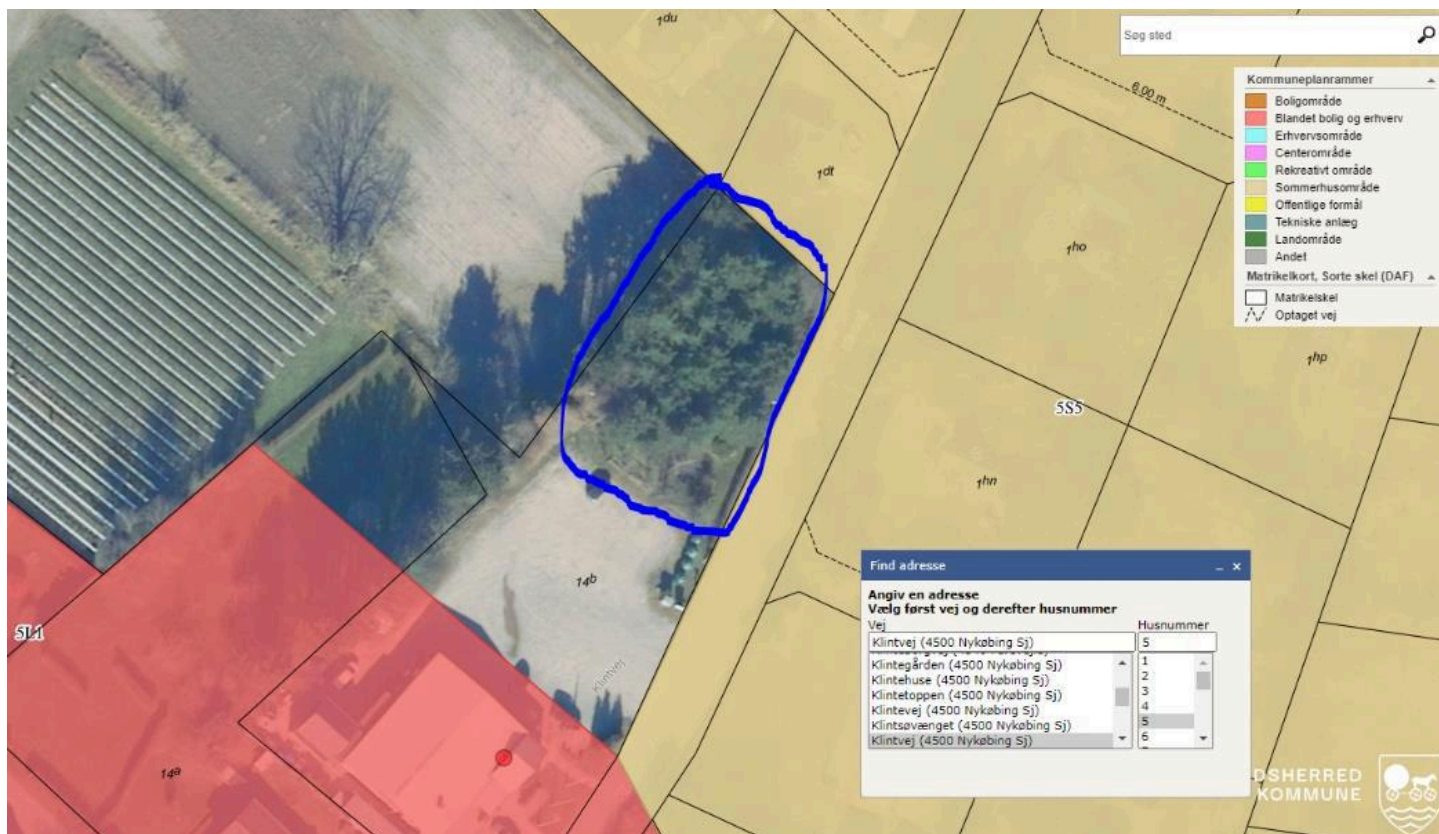 1du
Søg sted
Kommuneplanrammer
Boligområde
Blandet bolig og erhverv
Erhvervsområde
Centerområde
Rekreativt område
Sommerhusområde
Offentlige formål
Tekniske anlæg
Landområde
Andet
Matrikelkort, Sorte skel (DAF)
Matrikelskel
Optaget vej
6.00 m
1dt
1ho
1hp
5S5
1hn
14b
5L1
Klintvej
14a
Find adresse
Angiv en adresse
Vælg først vej og derefter husnummer
Vej Husnummer
Klintvej (4500 Nykøbing Sj) 5
Klintegården (4500 Nykøbing Sj) 1
Klintehuse (4500 Nykøbing Sj) 2
Klintetoppen (4500 Nykøbing Sj) 3
Klintevej (4500 Nykøbing Sj) 4
Klintsøvænget (4500 Nykøbing Sj) 5
Klintvej (4500 Nykøbing Sj) 6
DSHERRED
KOMMUNE